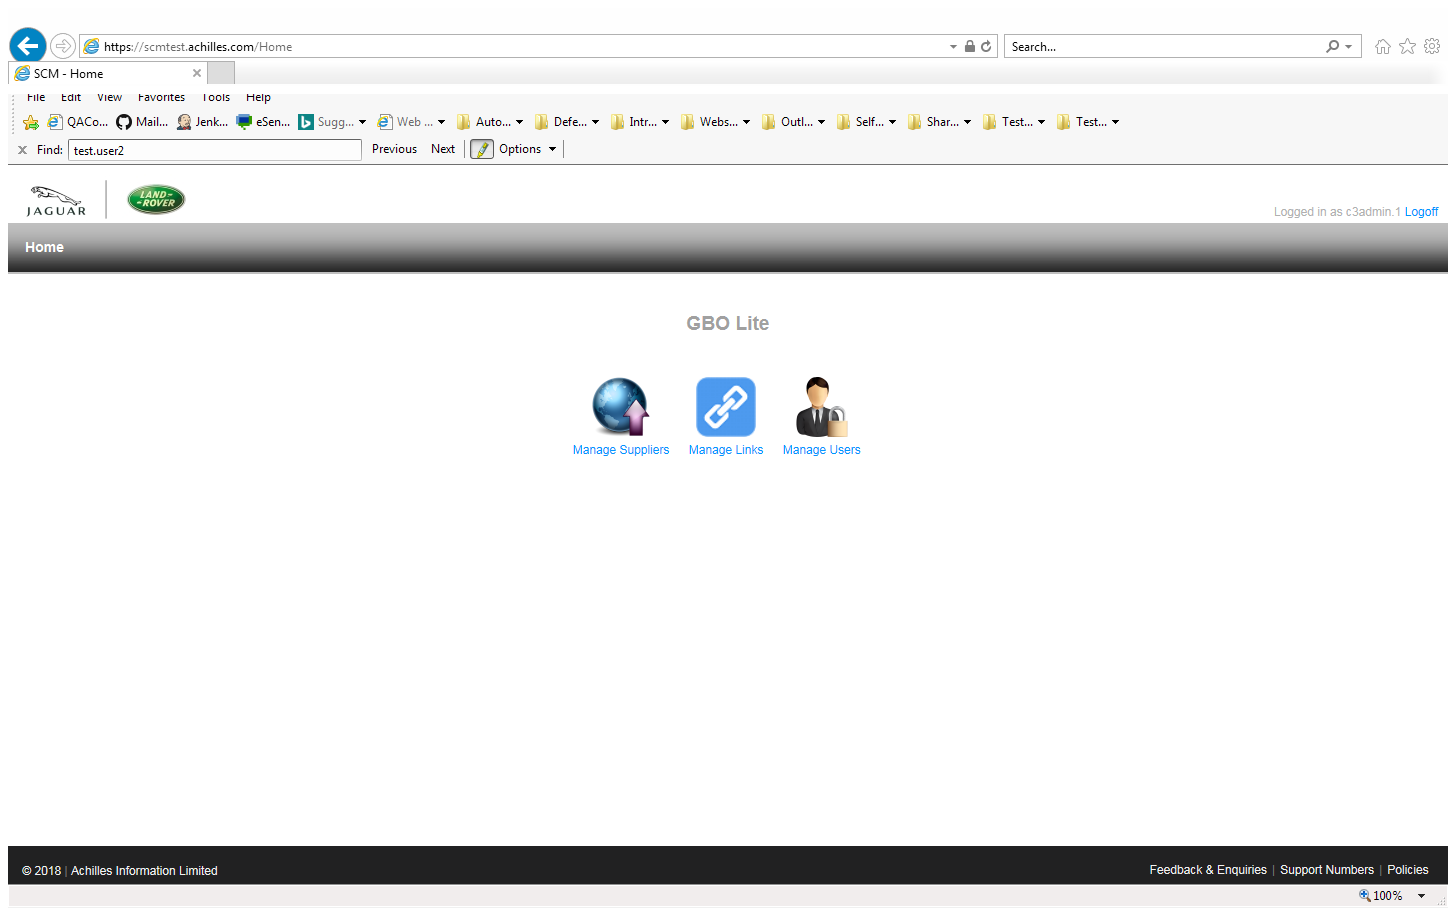 https://scmtest.achilles.com/Home
Search...
SCM - Home
File Edit View Favorites Tools Help
QACo... Mail... Jenk... eSen... Sugg... Web ... Auto... Defe... Intr... Webs... Outl... Self... Shar... Test... Test...
Find: test.user2 Previous Next Options
JAGUAR
LAND-
-ROVER
Logged in as c3admin.1 Logoff
Home
GBO Lite
Manage Suppliers Manage Links Manage Users
© 2018 | Achilles Information Limited
Feedback & Enquiries | Support Numbers | Policies
100%